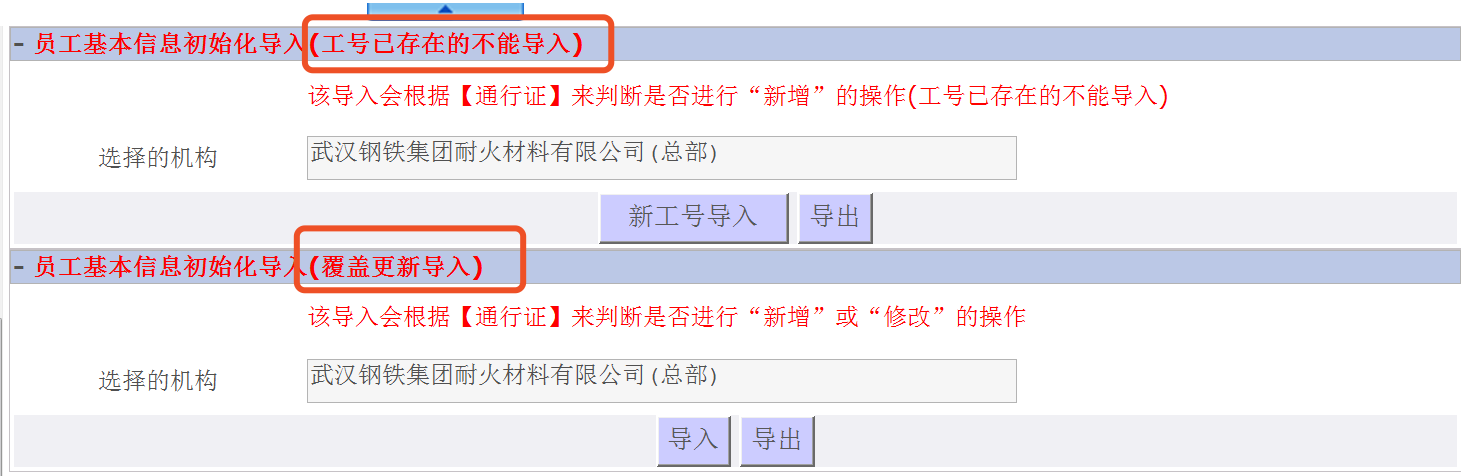 - 员工基本信息初始化导入(工号已存在的不能导入)
该导入会根据【通行证】来判断是否进行“新增”的操作(工号已存在的不能导入)
选择的机构 武汉钢铁集团耐火材料有限公司(总部)
新工号导入 导出
- 员工基本信息初始化导入(覆盖更新导入)
该导入会根据【通行证】来判断是否进行“新增”或“修改”的操作
选择的机构 武汉钢铁集团耐火材料有限公司(总部)
导入 导出